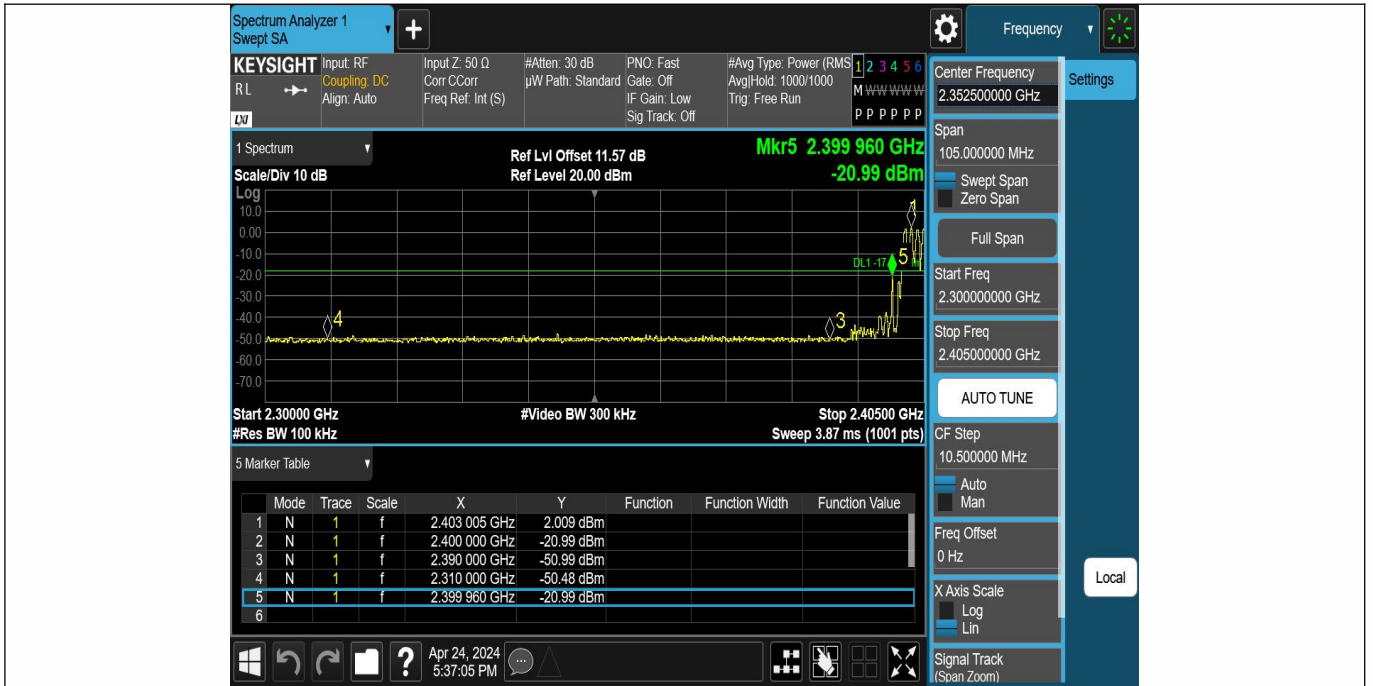 Spectrum Analyzer 1
Swept SA
+
Frequency
KEYSIGHT
RL
LXI
Input: RF
Coupling: DC
Align: Auto
Input Z: 50 Ω
Corr CCorr
Freq Ref: Int (S)
#Atten: 30 dB
µW Path: Standard
PNO: Fast
Gate: Off
IF Gain: Low
Sig Track: Off
#Avg Type: Power (RMS
Avg|Hold: 1000/1000
Trig: Free Run
1 2 3 4 5 6
M W W W W W
P P P P P P
Center Frequency
2.352500000 GHz
Settings
1 Spectrum
Scale/Div 10 dB
Ref Lvl Offset 11.57 dB
Ref Level 20.00 dBm
Mkr5 2.399 960 GHz
-20.99 dBm
Span
105.000000 MHz
Swept Span
Zero Span
Full Span
Start Freq
2.300000000 GHz
Stop Freq
2.405000000 GHz
AUTO TUNE
CF Step
10.500000 MHz
Auto
Man
Freq Offset
0 Hz
X Axis Scale
Log
Lin
Signal Track
(Span Zoom)
Local
Log
10.0
0.00
-10.0
-20.0
-30.0
-40.0
-50.0
-60.0
-70.0
1
DL1 -17
5
4
3
Start 2.30000 GHz
#Video BW 300 kHz
Stop 2.40500 GHz
#Res BW 100 kHz
Sweep 3.87 ms (1001 pts)
5 Marker Table
Mode Trace Scale X Y Function Function Width Function Value
1 N 1 f 2.403 005 GHz 2.009 dBm
2 N 1 f 2.400 000 GHz -20.99 dBm
3 N 1 f 2.390 000 GHz -50.99 dBm
4 N 1 f 2.310 000 GHz -50.48 dBm
5 N 1 f 2.399 960 GHz -20.99 dBm
6
?
Apr 24, 2024
5:37:05 PM